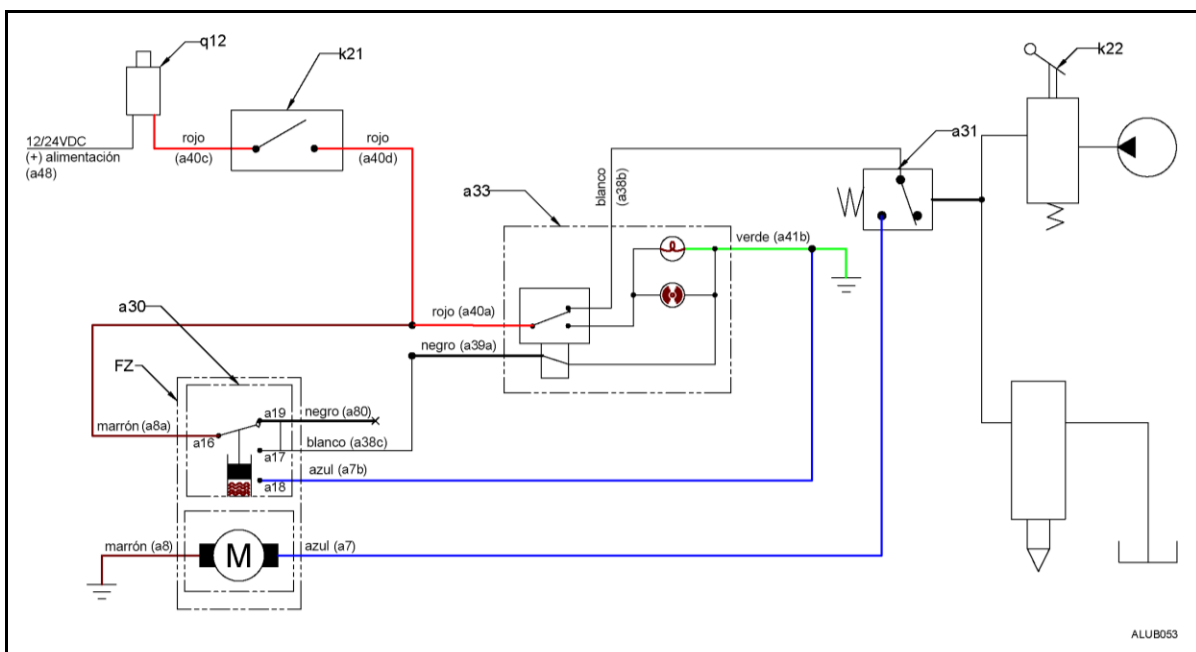 q12
k21
k22
12/24VDC
(+) alimentación
(a48)
rojo
(a40c)
rojo
(a40d)
a31
a33
blanco
(a38b)
verde (a41b)
a30
rojo (a40a)
FZ
negro (a39a)
a19
negro (a80)
marrón (a8a)
a16
blanco (a38c)
a17
azul (a7b)
a18
marrón (a8)
M
azul (a7)
ALUB053